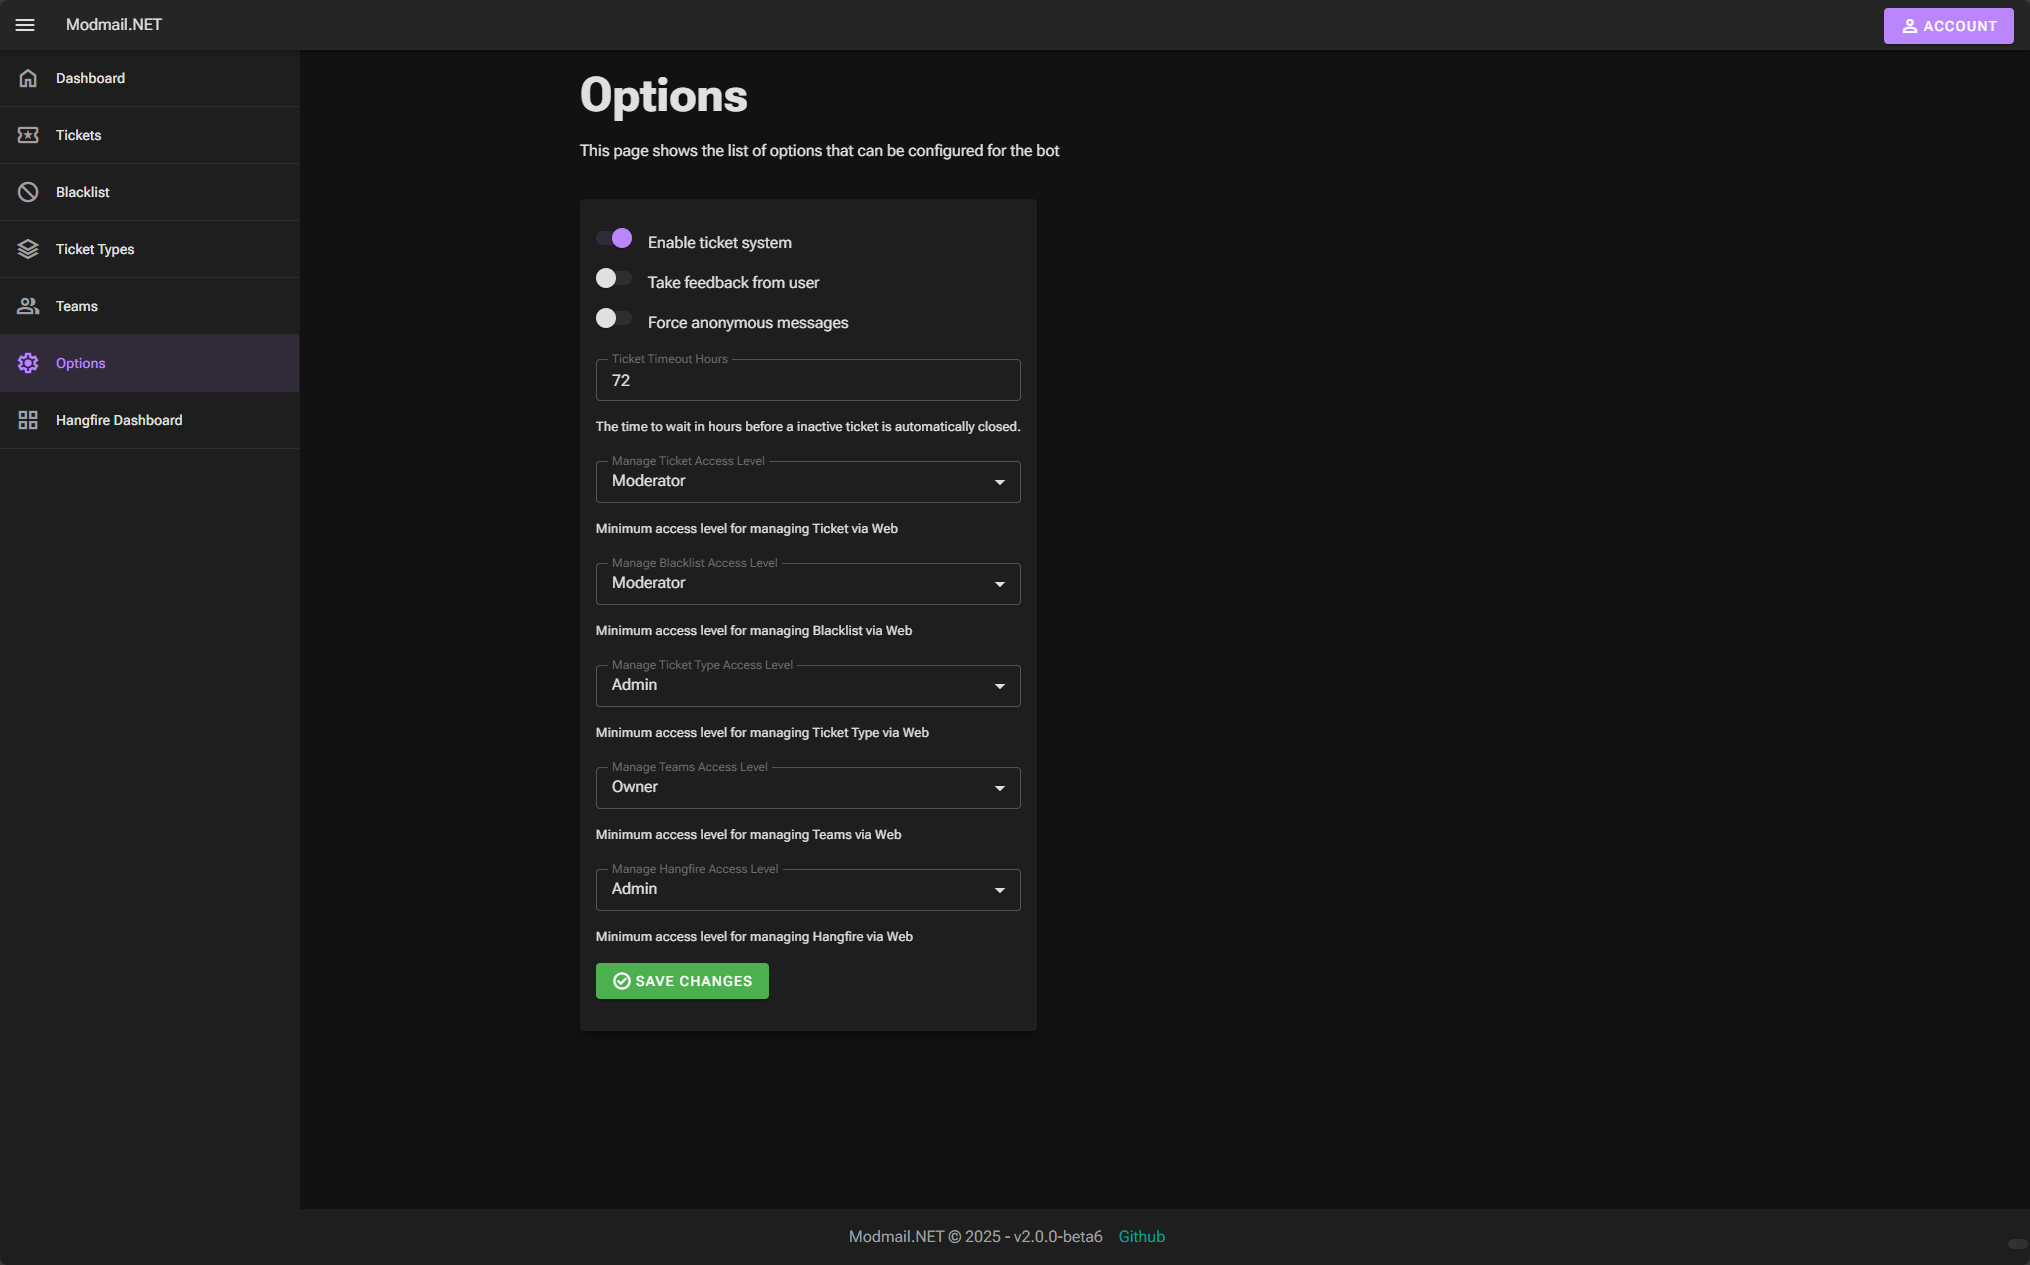 Modmail.NET
ACCOUNT
Dashboard
Tickets
Blacklist
Ticket Types
Teams
Options
Hangfire Dashboard
Options
This page shows the list of options that can be configured for the bot
Enable ticket system
Take feedback from user
Force anonymous messages
Ticket Timeout Hours
72
The time to wait in hours before a inactive ticket is automatically closed.
Manage Ticket Access Level
Moderator
Minimum access level for managing Ticket via Web
Manage Blacklist Access Level
Moderator
Minimum access level for managing Blacklist via Web
Manage Ticket Type Access Level
Admin
Minimum access level for managing Ticket Type via Web
Manage Teams Access Level
Owner
Minimum access level for managing Teams via Web
Manage Hangfire Access Level
Admin
Minimum access level for managing Hangfire via Web
SAVE CHANGES
Modmail.NET © 2025 - v2.0.0-beta6 Github